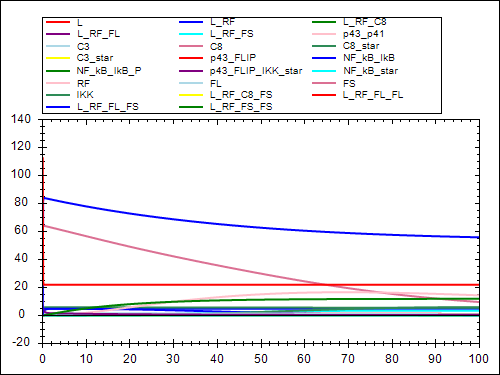 L L_RF L_RF_C8
L_RF_FL L_RF_FS p43_p41
C3 C8 C8_star
C3_star p43_FLIP NF_kB_IkB
NF_kB_IkB_P p43_FLIP_IKK_star NF_kB_star
RF FL FS
IKK L_RF_C8_FS L_RF_FL_FL
L_RF_FL_FS L_RF_FS_FS
140
120
100
80
60
40
20
0
-20
0 10 20 30 40 50 60 70 80 90 100